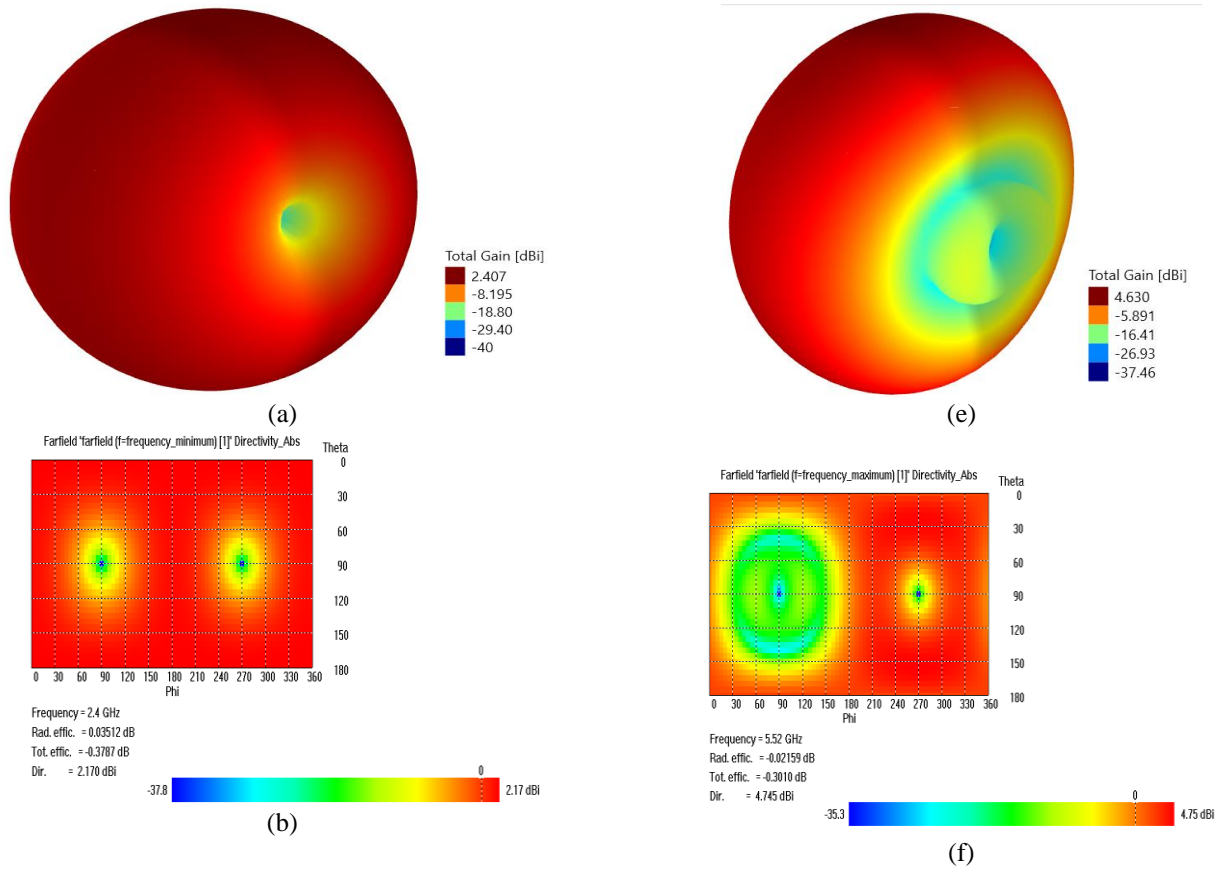 Total Gain [dBi]
2.407
-8.195
-18.80
-29.40
-40
(a)
Total Gain [dBi]
4.630
-5.891
-16.41
-26.93
-37.46
(e)
Farfield 'farfield (f=frequency_minimum) [1]' Directivity_Abs
Theta
0
30
60
90
120
150
180
0 30 60 90 120 150 180 210 240 270 300 330 360
Phi
Frequency = 2.4 GHz
Rad. effic. = 0.03512 dB
Tot. effic. = -0.3787 dB
Dir. = 2.170 dBi
0
-37.8 2.17 dBi
(b)
Farfield 'farfield (f=frequency_maximum) [1]' Directivity_Abs
Theta
0
30
60
90
120
150
180
0 30 60 90 120 150 180 210 240 270 300 330 360
Phi
Frequency = 5.52 GHz
Rad. effic. = -0.02159 dB
Tot. effic. = -0.3010 dB
Dir. = 4.745 dBi
0
-35.3 4.75 dBi
(f)